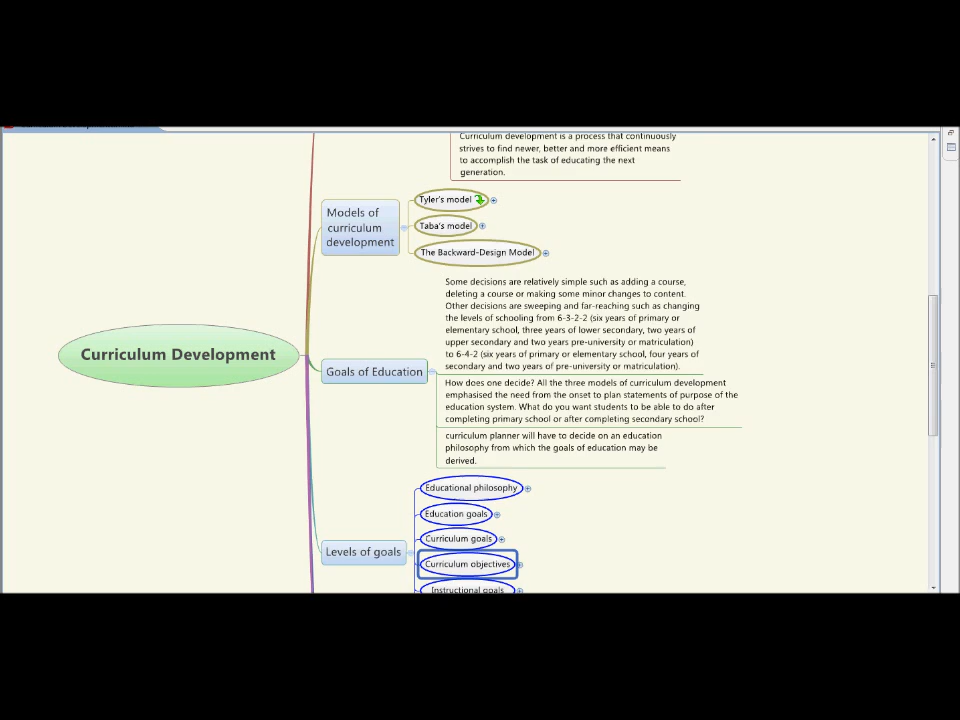 Curriculum development is a process that continuously
strives to find newer, better and more efficient means
to accomplish the task of educating the next
generation.
Models of
curriculum
development
Tyler's model
Taba's model
The Backward-Design Model
Some decisions are relatively simple such as adding a course,
deleting a course or making some minor changes to content.
Other decisions are sweeping and far-reaching such as changing
the levels of schooling from 6-3-2-2 (six years of primary or
elementary school, three years of lower secondary, two years of
upper secondary and two years pre-university or matriculation)
to 6-4-2 (six years of primary or elementary school, four years of
secondary and two years of pre-university or matriculation).
Curriculum Development
Goals of Education
How does one decide? All the three models of curriculum development
emphasised the need from the onset to plan statements of purpose of the
education system. What do you want students to be able to do after
completing primary school or after completing secondary school?
curriculum planner will have to decide on an education
philosophy from which the goals of education may be
derived.
Educational philosophy
Education goals
Curriculum goals
Levels of goals
Curriculum objectives
Instructional goals